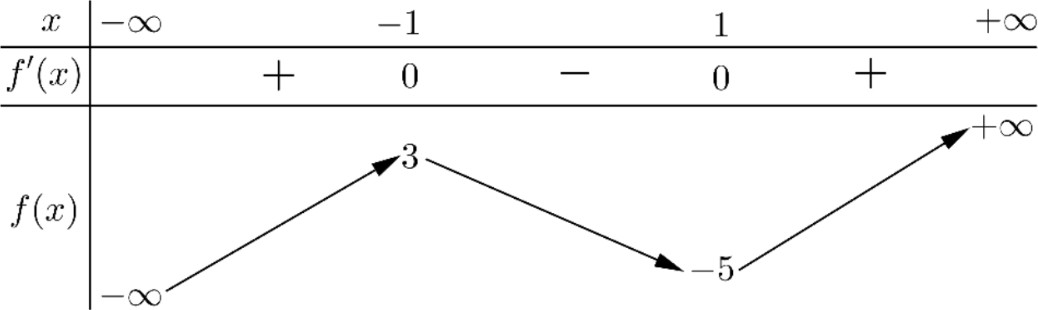 x −∞ −1 1 +∞
f′(x) + 0 − 0 +
+∞
3
f(x)
−5
−∞